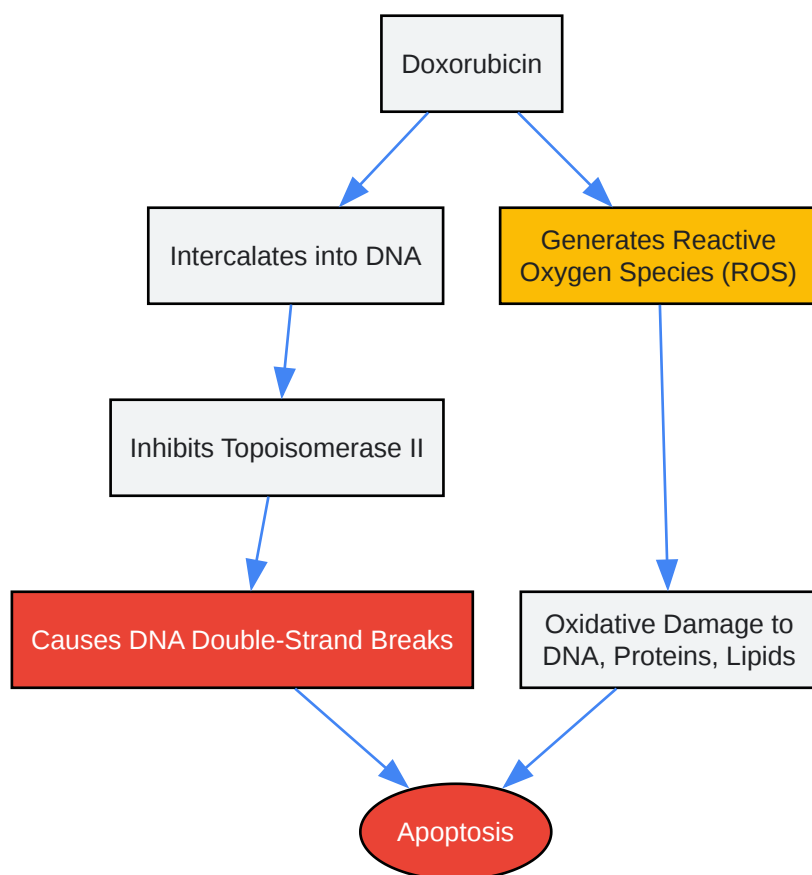 Doxorubicin
Intercalates into DNA
Generates Reactive
Oxygen Species (ROS)
Inhibits Topoisomerase II
Causes DNA Double-Strand Breaks
Oxidative Damage to
DNA, Proteins, Lipids
Apoptosis